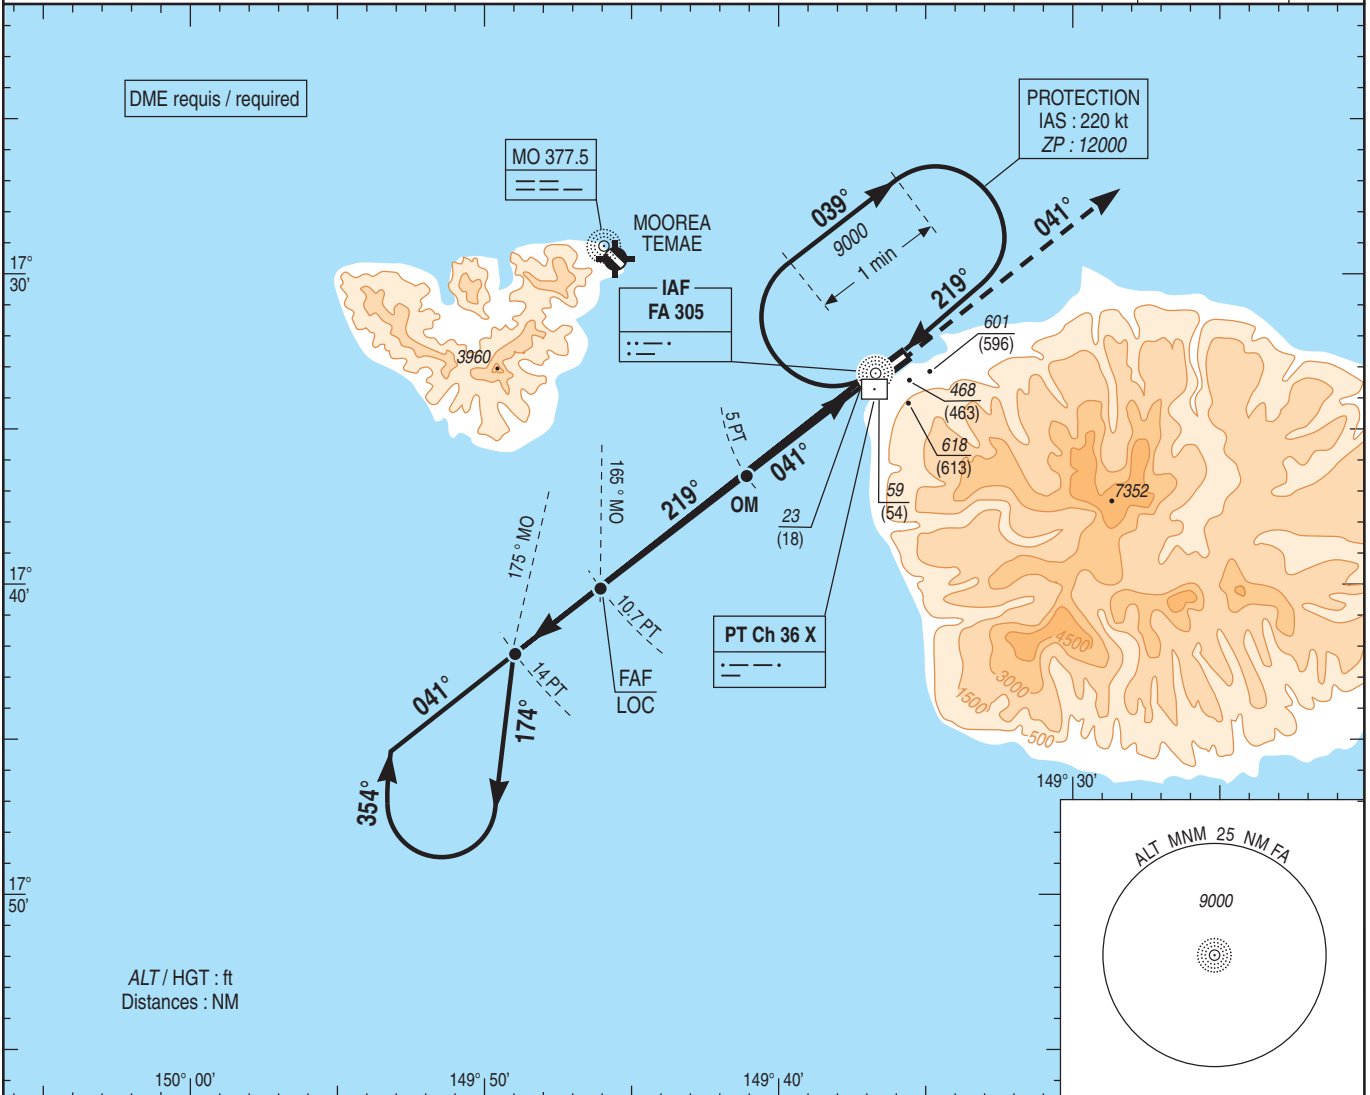 DME requis / required
MO 377.5
MOOREA
TEMAE
PROTECTION
IAS : 220 kt
ZP : 12000
039°
9000
1 min
219°
041°
IAF
FA 305
601
(596)
468
(463)
618
(613)
59
(54)
23
(18)
3960
7352
17°
30'
5 PT
041°
OM
219°
165° MO
175° MO
10.7 PT
14 PT
FAF
LOC
PT Ch 36 X
17°
40'
041°
174°
354°
4500
3000
1500
500
149° 30'
ALT MNM 25 NM FA
9000
17°
50'
ALT / HGT : ft
Distances : NM
150° 00'
149° 50'
149° 40'